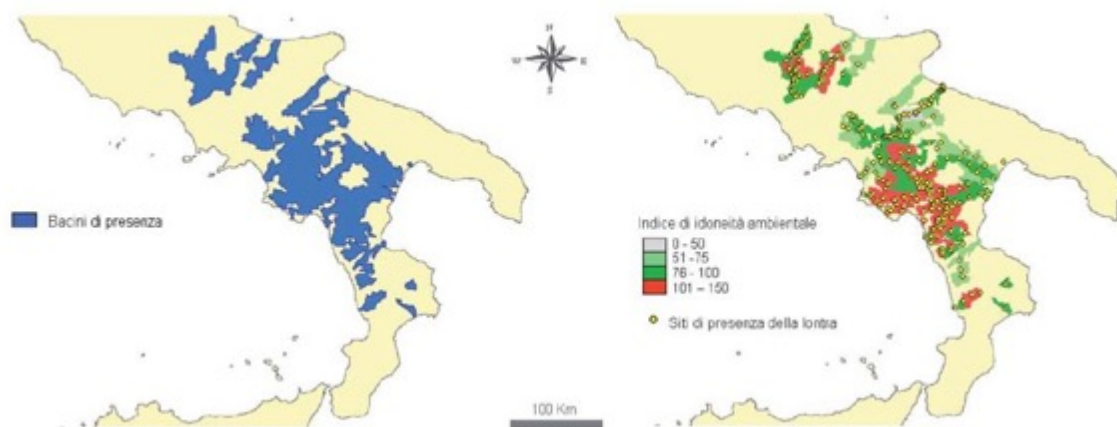 N
W E
S
Bacini di presenza
Indice di idoneità ambientale
0 - 50
51 -75
76 - 100
101 – 150
Siti di presenza della lontra
100 Km